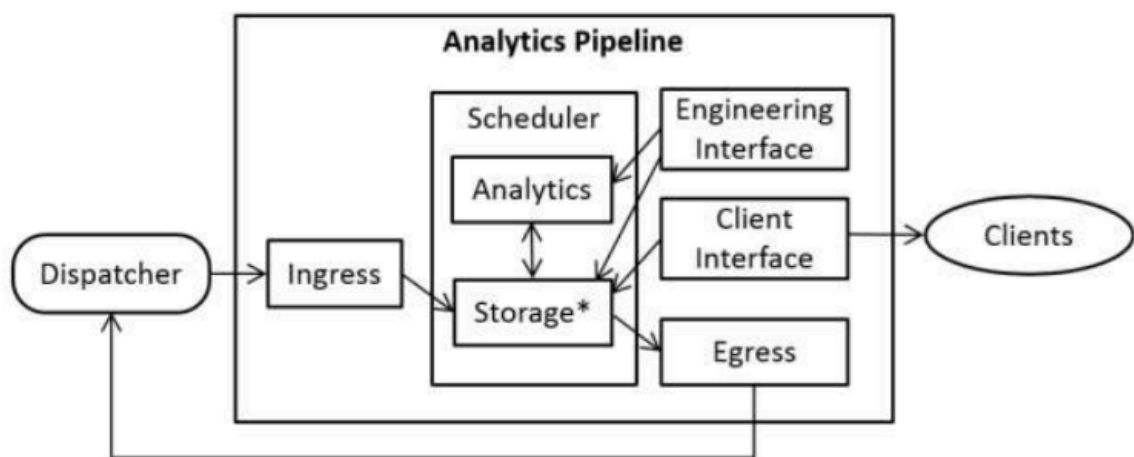 Analytics Pipeline
Scheduler
Engineering
Interface
Analytics
Client
Interface
Clients
Dispatcher
Ingress
Storage*
Egress